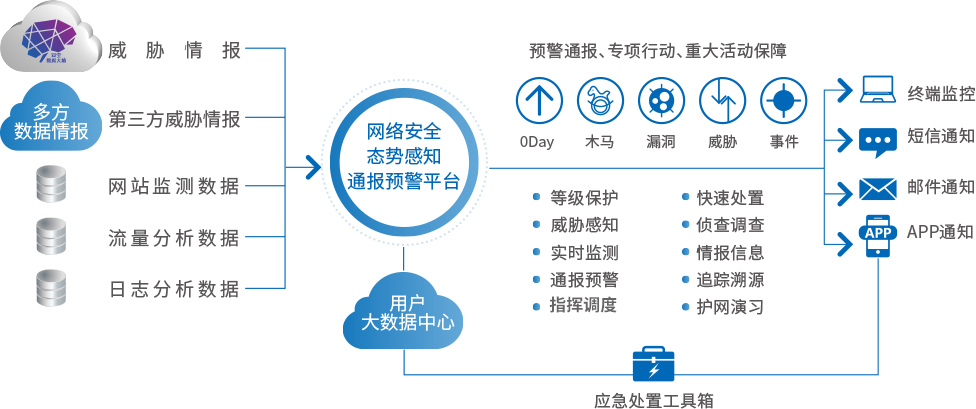 威胁情报
多方
数据情报
第三方威胁情报
网站监测数据
流量分析数据
日志分析数据
网络安全
态势感知
通报预警平台
用户
大数据中心
预警通报、专项行动、重大活动保障
0Day
木马
漏洞
威胁
事件
等级保护
威胁感知
实时监测
通报预警
指挥调度
快速处置
侦查调查
情报信息
追踪溯源
护网演习
终端监控
短信通知
邮件通知
APP
APP通知
应急处置工具箱